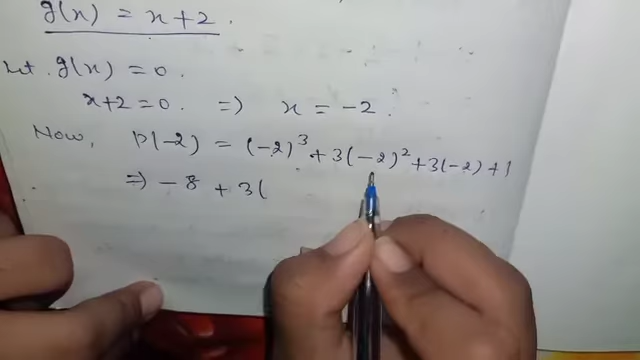 g(x) = x+2.
Let g(x) = 0.
x+2 = 0. => x = -2.
Now, P(-2) = (-2)³ + 3(-2)² + 3(-2) + 1
=> -8 + 3(